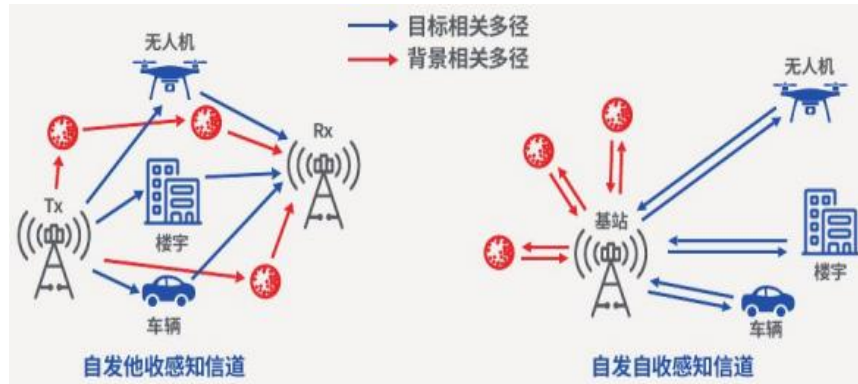 目标相关多径
背景相关多径
无人机
Rx
Tx
楼宇
车辆
自发他收感知信道
无人机
基站
楼宇
车辆
自发自收感知信道